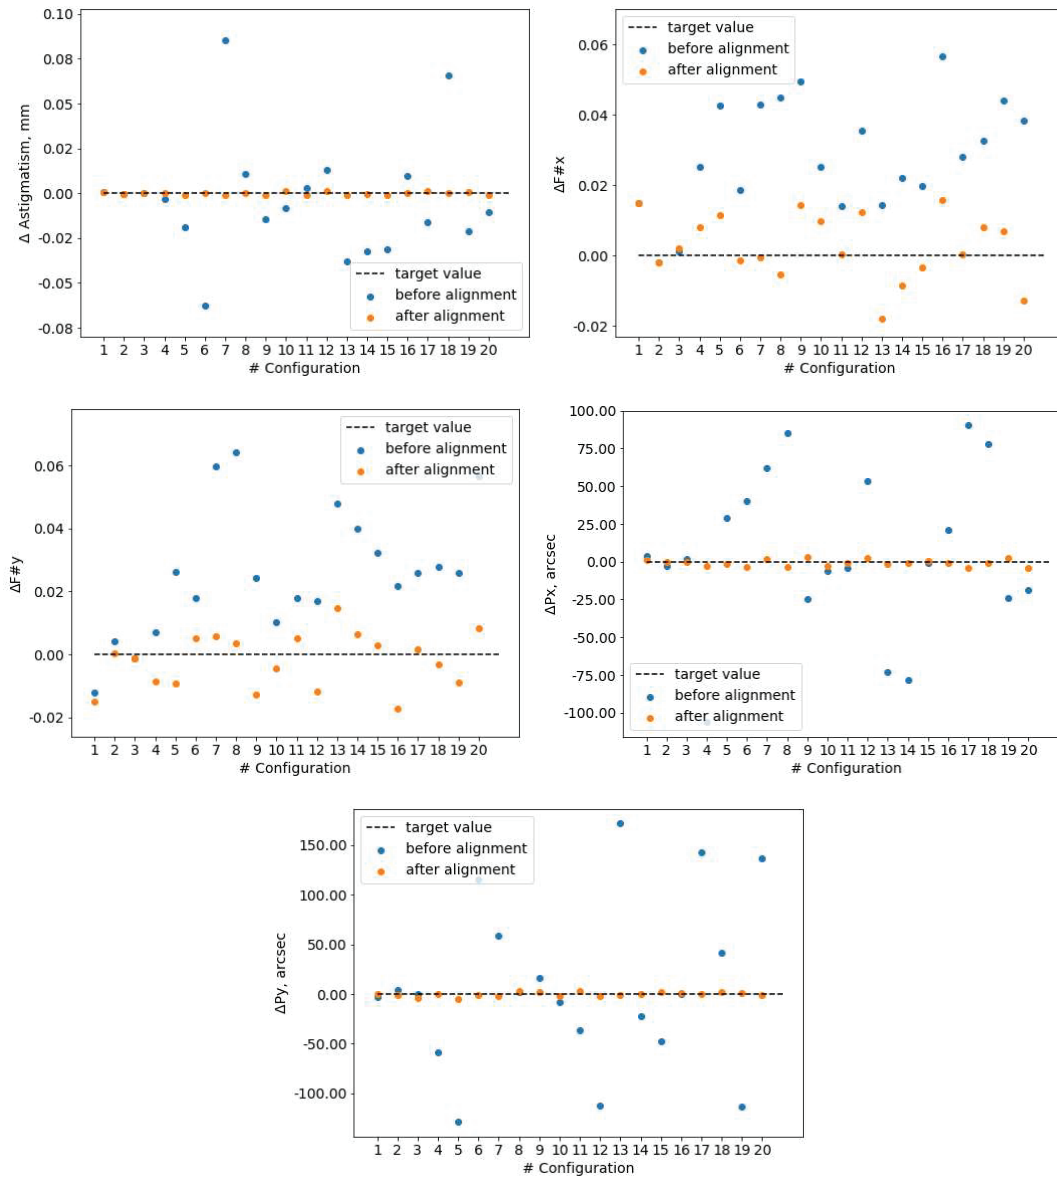 0.10
0.08
0.05
0.02
0.00
-0.02
-0.05
-0.08
Δ Astigmatism, mm
target value
before alignment
after alignment
1 2 3 4 5 6 7 8 9 10 11 12 13 14 15 16 17 18 19 20
# Configuration
0.06
0.04
0.02
0.00
-0.02
ΔF#x
target value
before alignment
after alignment
1 2 3 4 5 6 7 8 9 10 11 12 13 14 15 16 17 18 19 20
# Configuration
0.06
0.04
0.02
0.00
-0.02
ΔF#y
target value
before alignment
after alignment
1 2 3 4 5 6 7 8 9 10 11 12 13 14 15 16 17 18 19 20
# Configuration
100.00
75.00
50.00
25.00
0.00
-25.00
-50.00
-75.00
-100.00
ΔPx, arcsec
target value
before alignment
after alignment
1 2 3 4 5 6 7 8 9 10 11 12 13 14 15 16 17 18 19 20
# Configuration
150.00
100.00
50.00
0.00
-50.00
-100.00
ΔPy, arcsec
target value
before alignment
after alignment
1 2 3 4 5 6 7 8 9 10 11 12 13 14 15 16 17 18 19 20
# Configuration